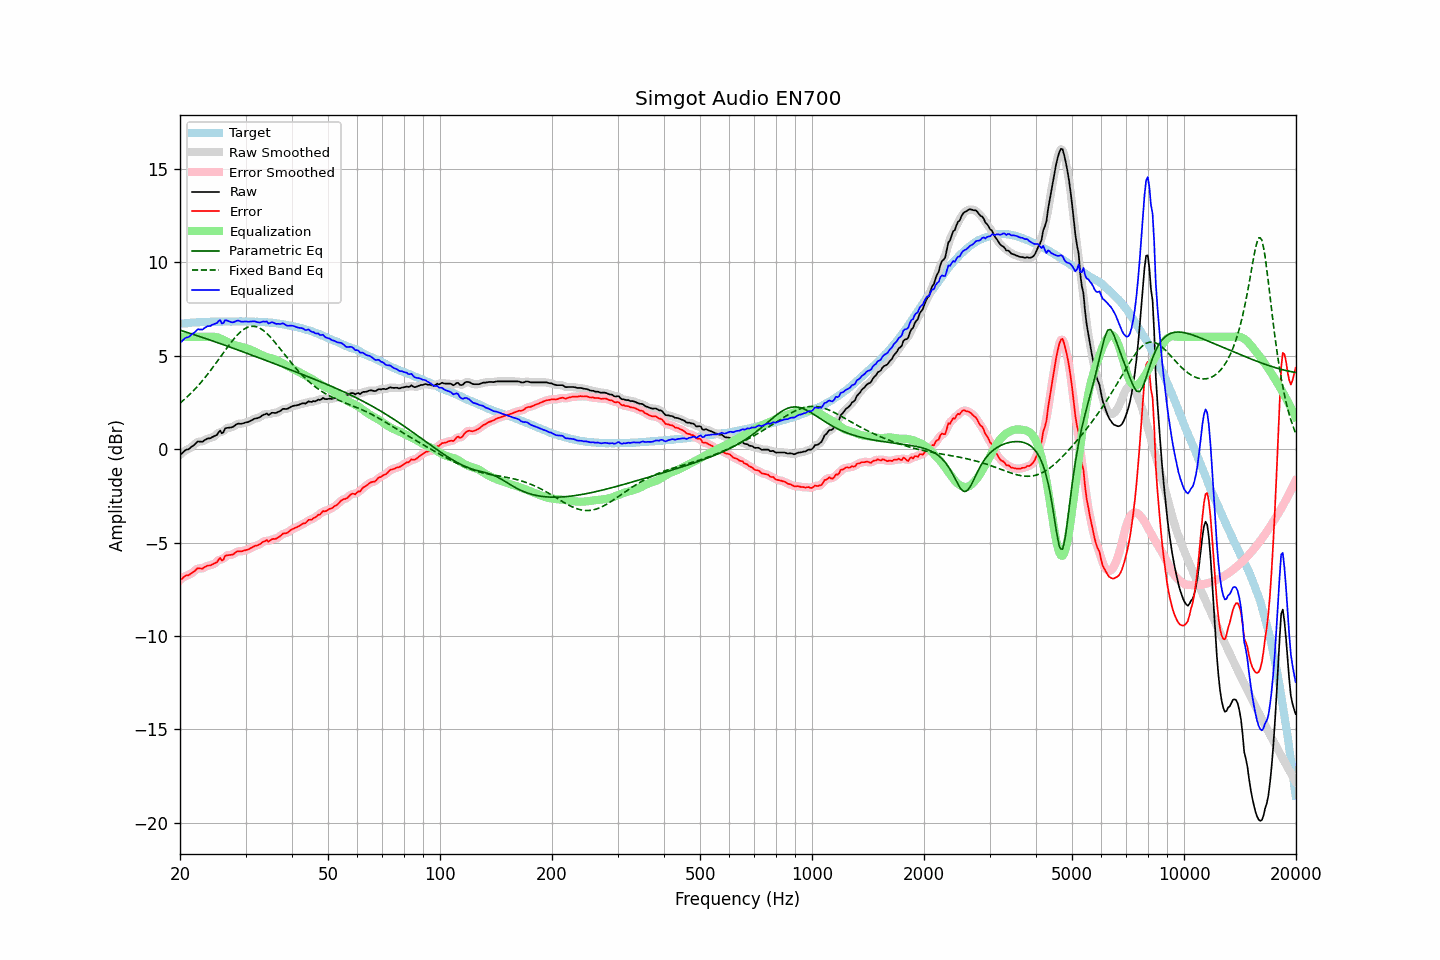 Simgot Audio EN700
Target
Raw Smoothed
Error Smoothed
Raw
Error
Equalization
Parametric Eq
Fixed Band Eq
Equalized
Amplitude (dBr)
15
10
5
0
−5
−10
−15
−20
20 50 100 200 500 1000 2000 5000 10000 20000
Frequency (Hz)